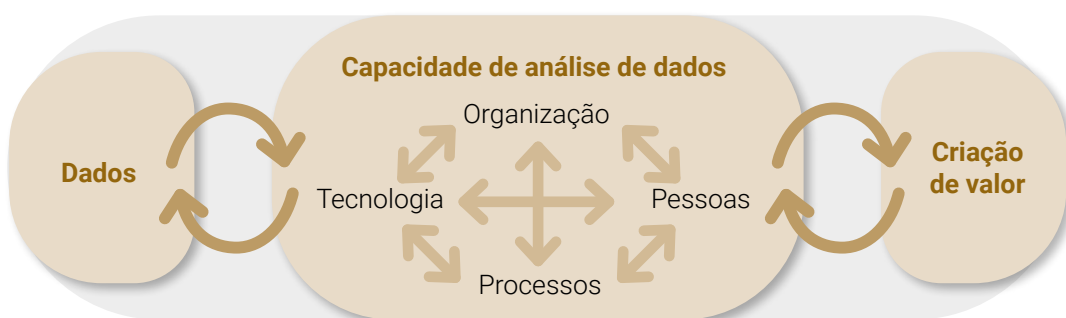 Capacidade de análise de dados
Organização
Dados
Tecnologia
Pessoas
Criação
de valor
Processos